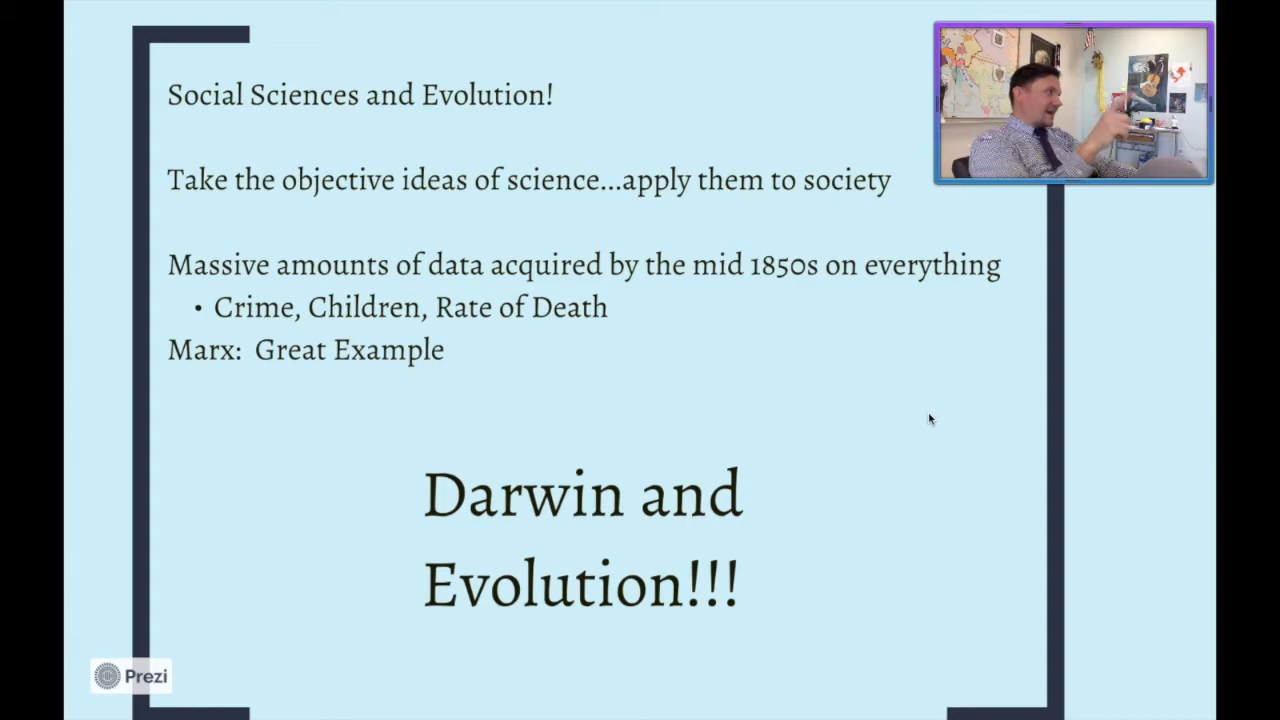 Social Sciences and Evolution!
Take the objective ideas of science...apply them to society
Massive amounts of data acquired by the mid 1850s on everything
• Crime, Children, Rate of Death
Marx:  Great Example
Darwin and
Evolution!!!
Prezi